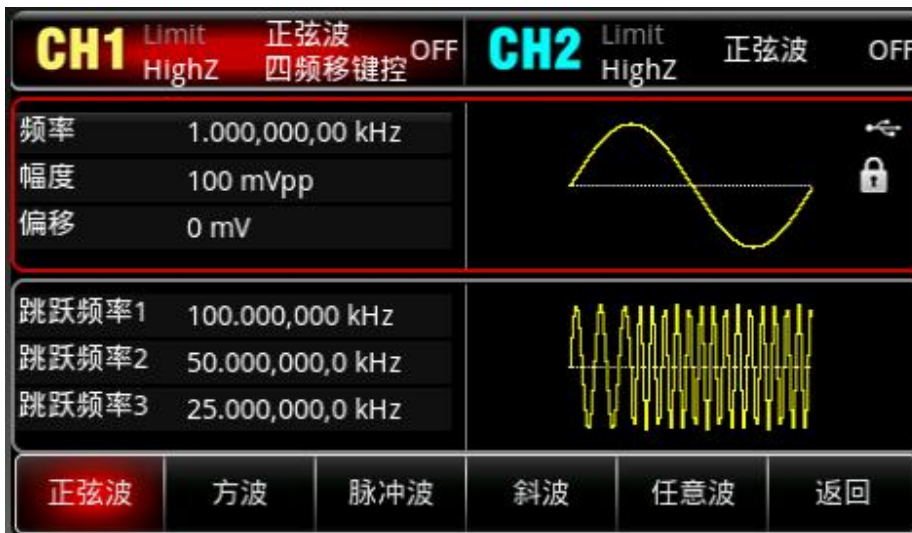 CH1 Limit 正弦波 OFF CH2 Limit 正弦波 OFF
HighZ 四频移键控 HighZ
频率 1.000,000,00 kHz
幅度 100 mVpp
偏移 0 mV
跳跃频率1 100.000,000 kHz
跳跃频率2 50.000,000,0 kHz
跳跃频率3 25.000,000,0 kHz
正弦波 方波 脉冲波 斜波 任意波 返回